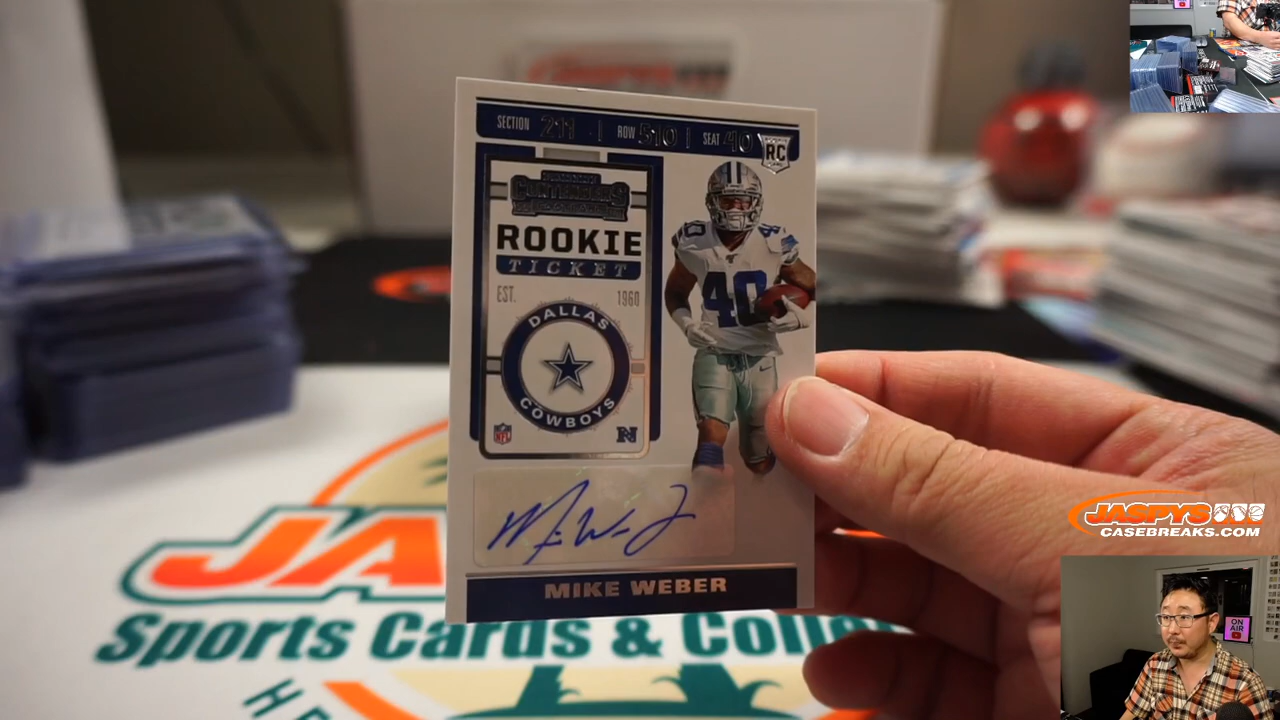 SECTION 211 | ROW 510 | SEAT 40 RC
CONTENDERS
ROOKIE
TICKET
EST. 1960
DALLAS
COWBOYS
NFL N
40
MIKE WEBER
JA
Sports Cards & Colle
JASPYS
CASEBREAKS.COM
ON
AIR